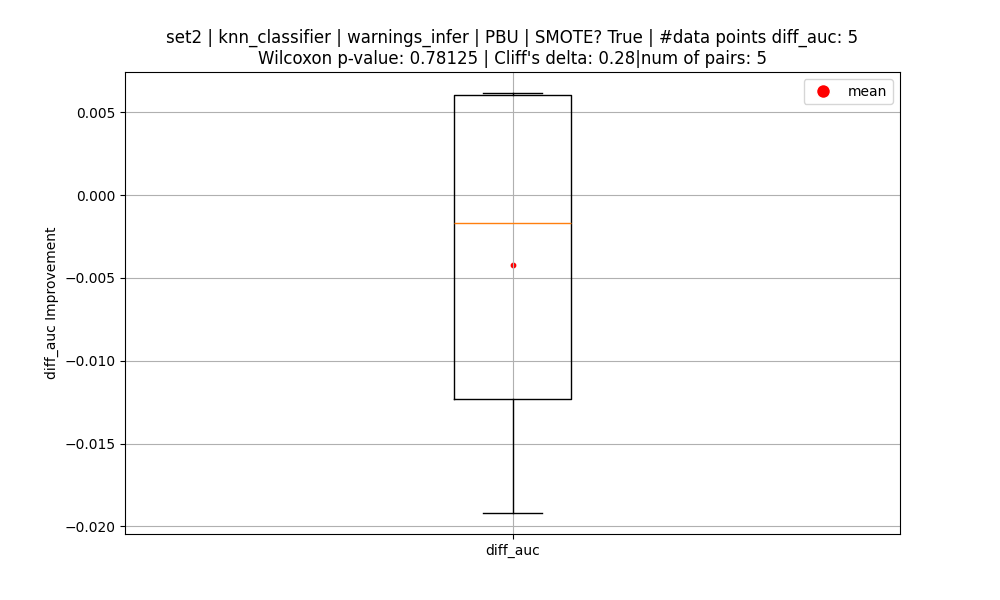 set2 | knn_classifier | warnings_infer | PBU | SMOTE? True | #data points diff_auc: 5
Wilcoxon p-value: 0.78125 | Cliff's delta: 0.28|num of pairs: 5
mean
diff_auc Improvement
0.005
0.000
−0.005
−0.010
−0.015
−0.020
diff_auc